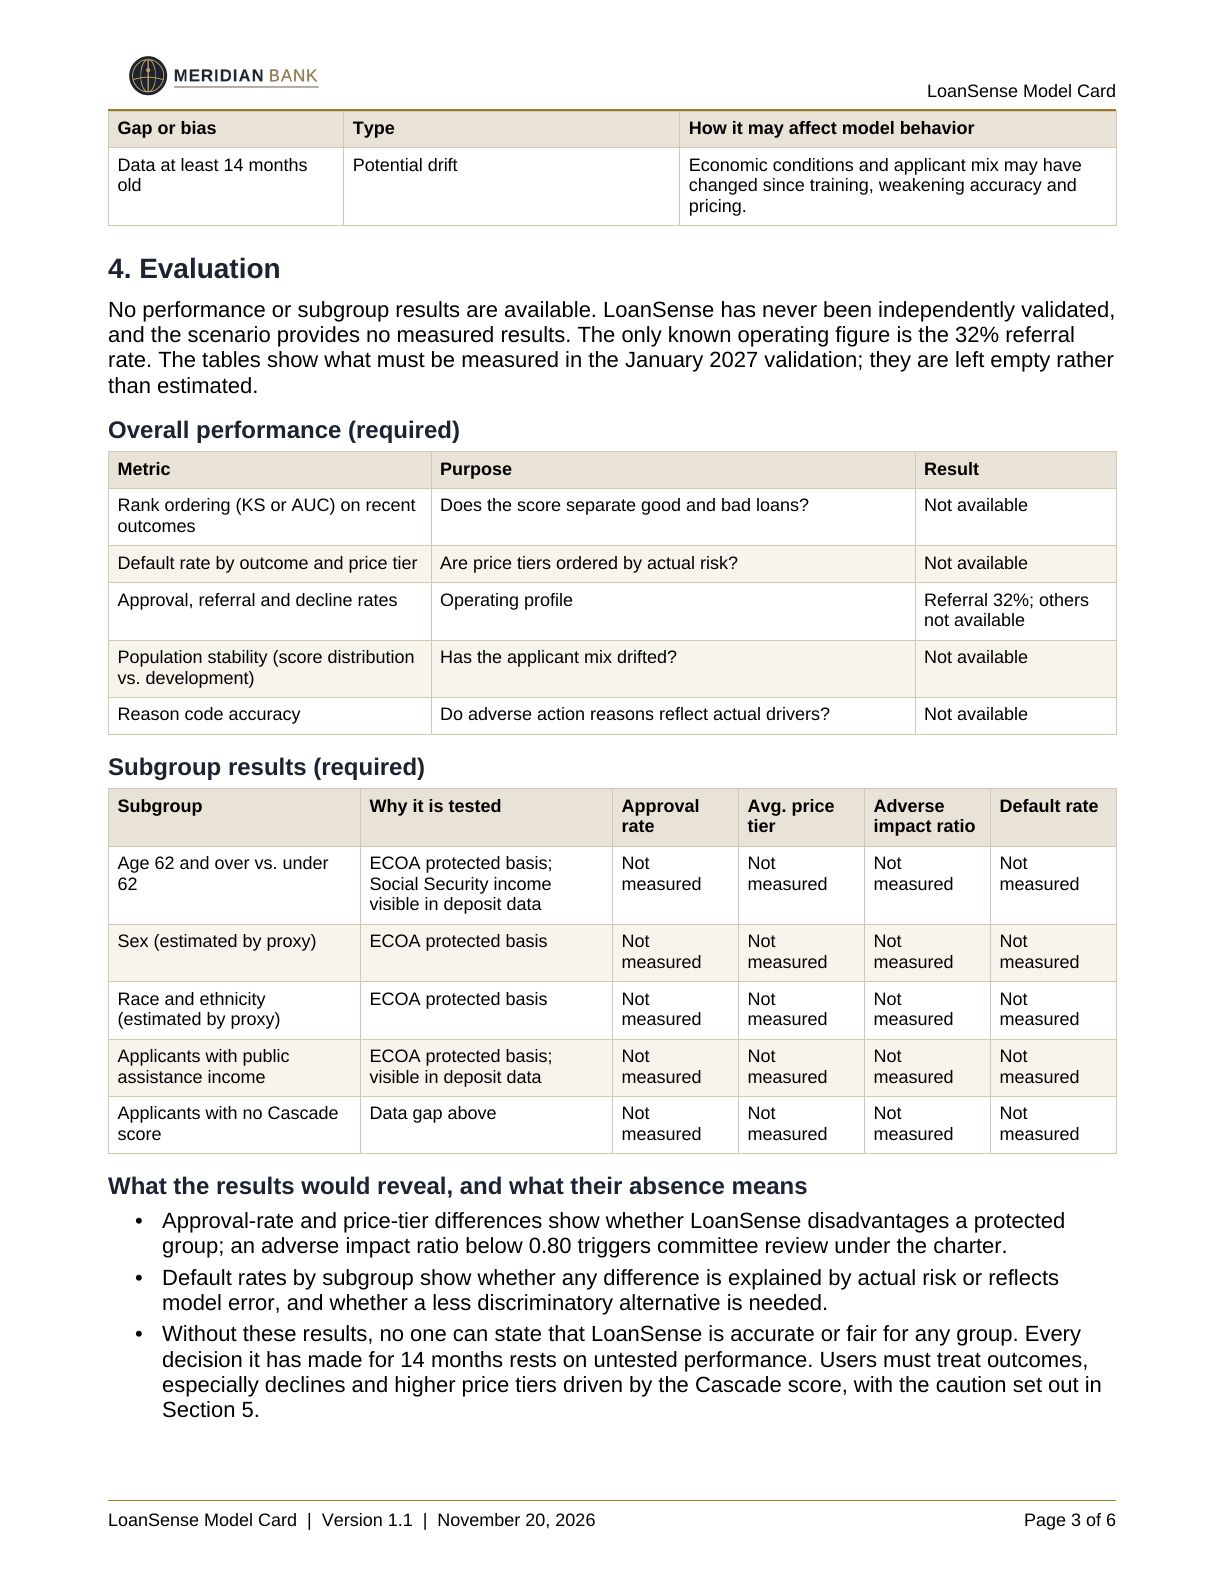 MERIDIAN BANK
LoanSense Model Card
Gap or bias Type How it may affect model behavior
Data at least 14 months old Potential drift Economic conditions and applicant mix may have changed since training, weakening accuracy and pricing.
4. Evaluation
No performance or subgroup results are available. LoanSense has never been independently validated,
and the scenario provides no measured results. The only known operating figure is the 32% referral
rate. The tables show what must be measured in the January 2027 validation; they are left empty rather
than estimated.
Overall performance (required)
Metric Purpose Result
Rank ordering (KS or AUC) on recent outcomes Does the score separate good and bad loans? Not available
Default rate by outcome and price tier Are price tiers ordered by actual risk? Not available
Approval, referral and decline rates Operating profile Referral 32%; others not available
Population stability (score distribution vs. development) Has the applicant mix drifted? Not available
Reason code accuracy Do adverse action reasons reflect actual drivers? Not available
Subgroup results (required)
Subgroup Why it is tested Approval rate Avg. price tier Adverse impact ratio Default rate
Age 62 and over vs. under 62 ECOA protected basis; Social Security income visible in deposit data Not measured Not measured Not measured Not measured
Sex (estimated by proxy) ECOA protected basis Not measured Not measured Not measured Not measured
Race and ethnicity (estimated by proxy) ECOA protected basis Not measured Not measured Not measured Not measured
Applicants with public assistance income ECOA protected basis; visible in deposit data Not measured Not measured Not measured Not measured
Applicants with no Cascade score Data gap above Not measured Not measured Not measured Not measured
What the results would reveal, and what their absence means
• Approval-rate and price-tier differences show whether LoanSense disadvantages a protected
group; an adverse impact ratio below 0.80 triggers committee review under the charter.
• Default rates by subgroup show whether any difference is explained by actual risk or reflects
model error, and whether a less discriminatory alternative is needed.
• Without these results, no one can state that LoanSense is accurate or fair for any group. Every
decision it has made for 14 months rests on untested performance. Users must treat outcomes,
especially declines and higher price tiers driven by the Cascade score, with the caution set out in
Section 5.
LoanSense Model Card | Version 1.1 | November 20, 2026
Page 3 of 6